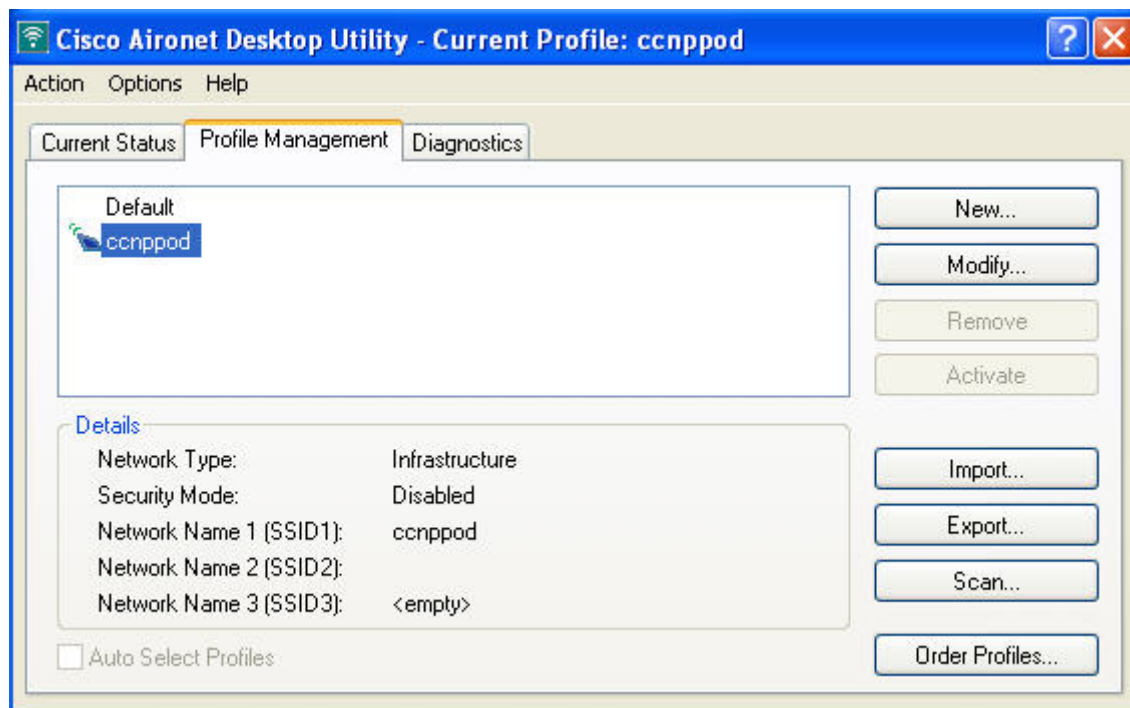 Cisco Aironet Desktop Utility - Current Profile: ccnppod
?
Action Options Help
Current Status Profile Management Diagnostics
Default
ccnppod
New...
Modify...
Remove
Activate
Details
Network Type: Infrastructure
Security Mode: Disabled
Network Name 1 (SSID1): ccnppod
Network Name 2 (SSID2):
Network Name 3 (SSID3): <empty>
Import...
Export...
Scan...
Auto Select Profiles
Order Profiles...